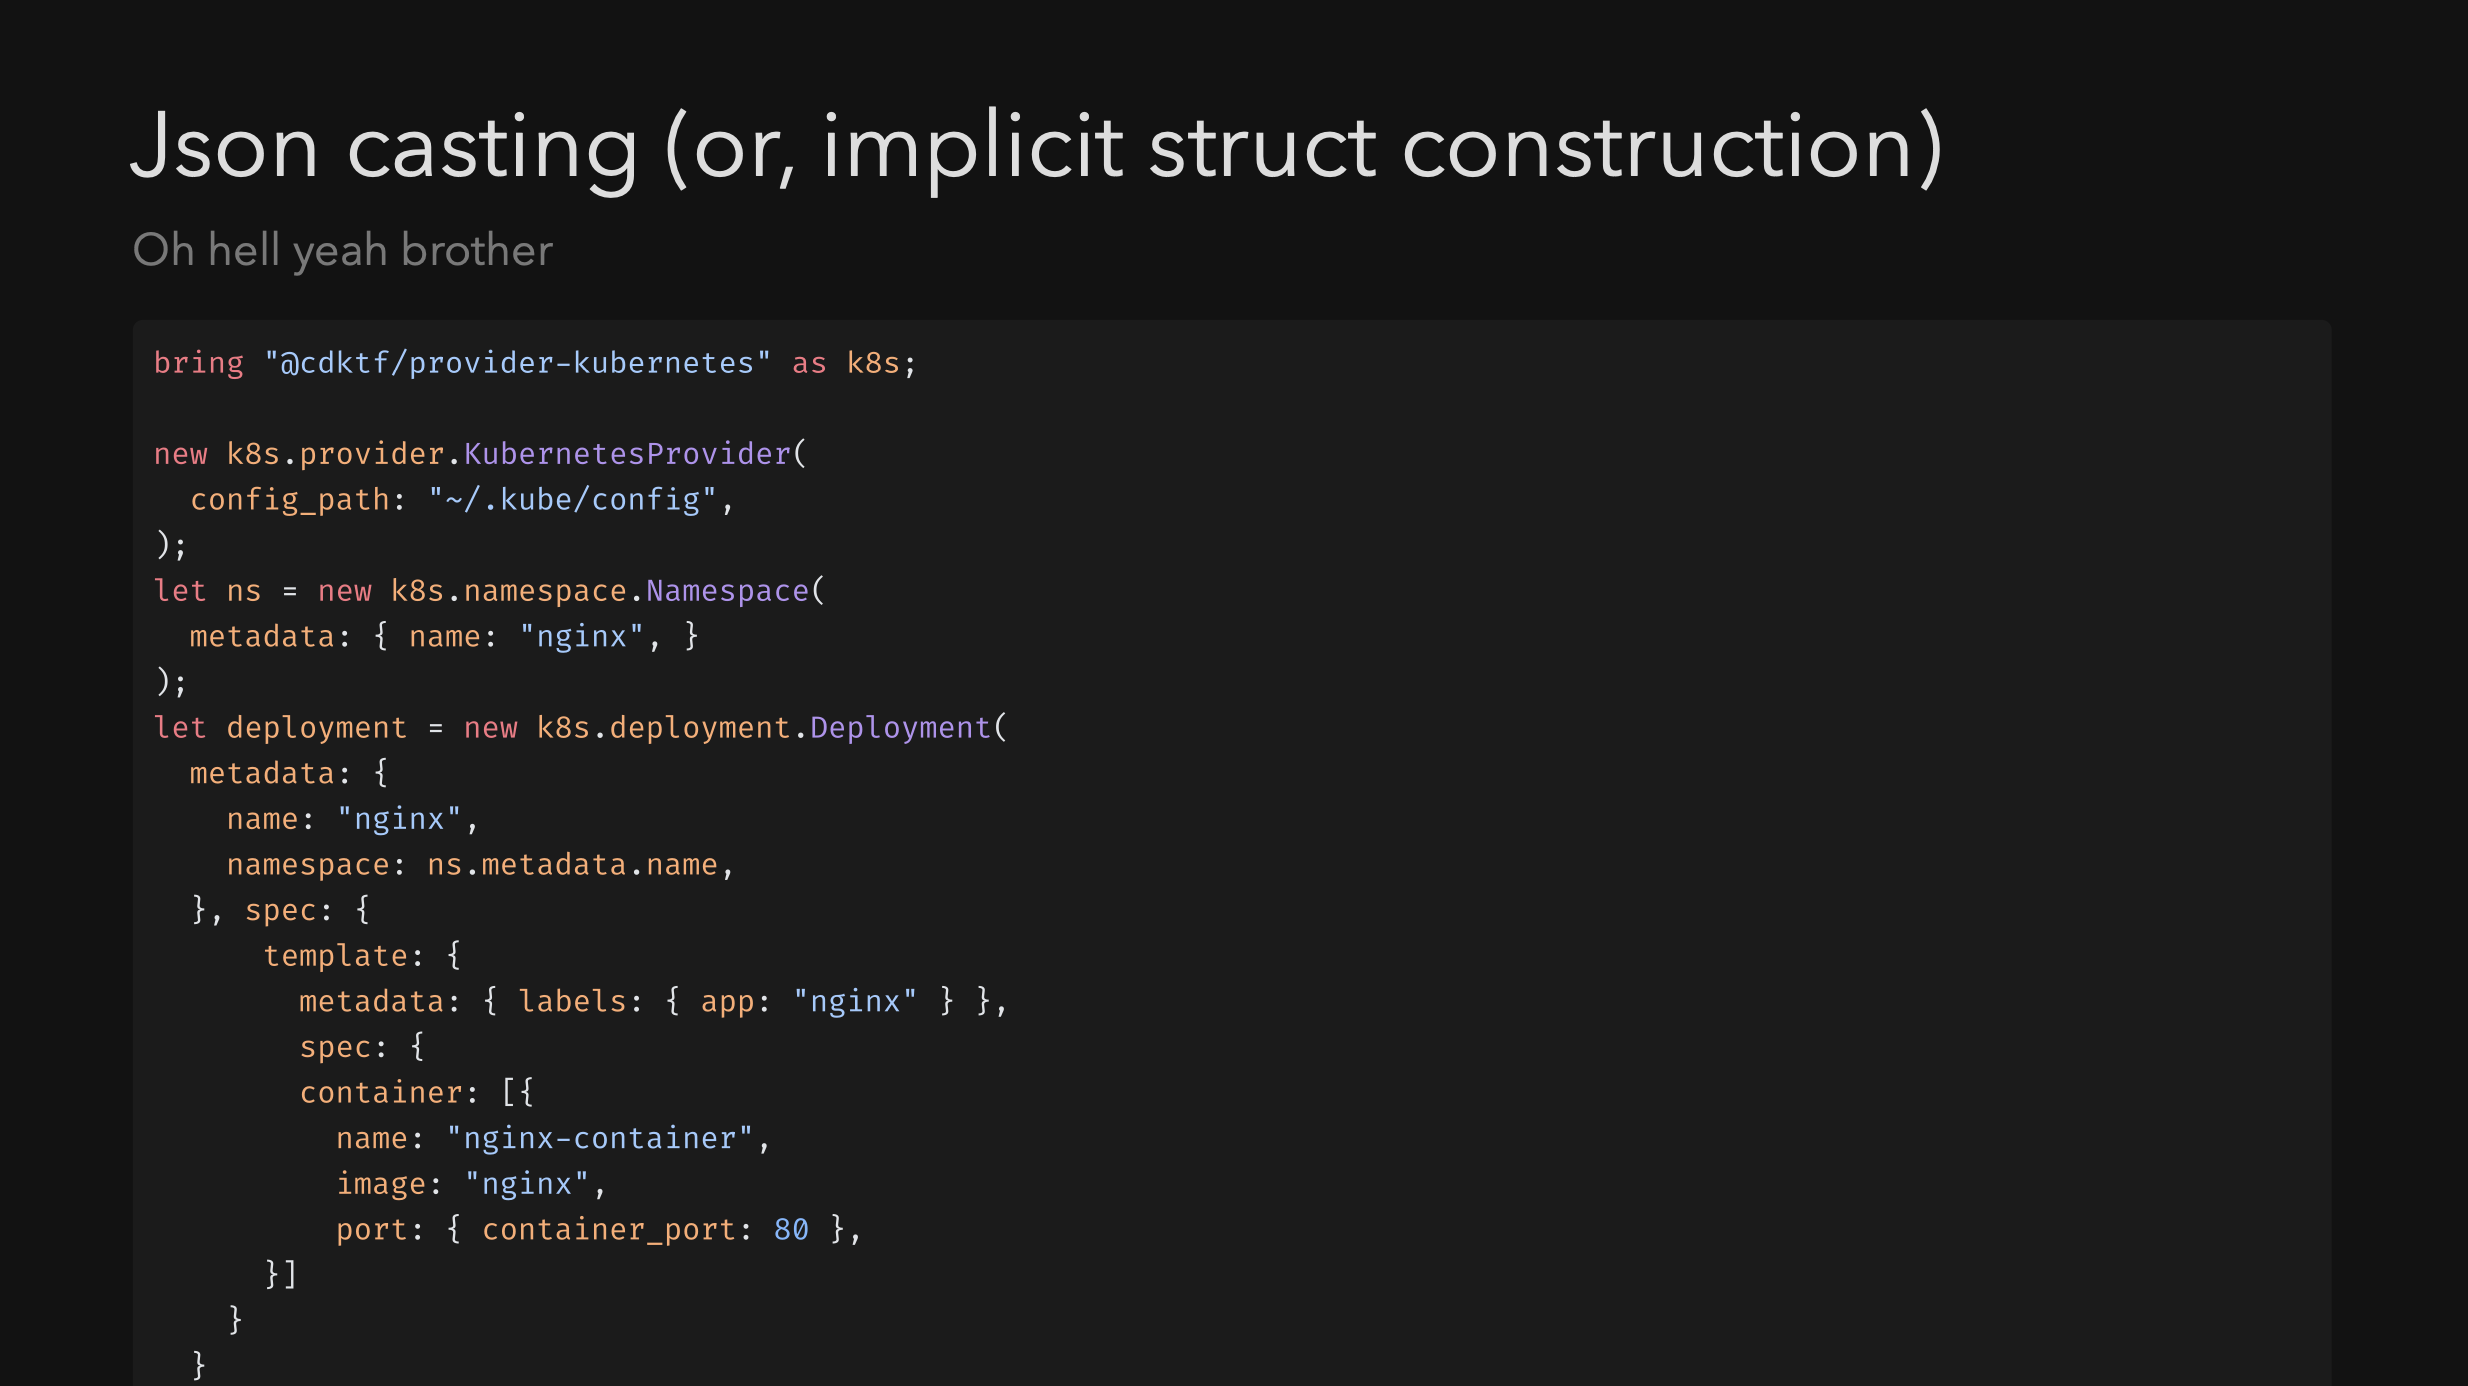 Json casting (or, implicit struct construction)
Oh hell yeah brother
bring "@cdktf/provider-kubernetes" as k8s;

new k8s.provider.KubernetesProvider(
  config_path: "~/.kube/config",
);
let ns = new k8s.namespace.Namespace(
  metadata: { name: "nginx", }
);
let deployment = new k8s.deployment.Deployment(
  metadata: {
    name: "nginx",
    namespace: ns.metadata.name,
  }, spec: {
      template: {
        metadata: { labels: { app: "nginx" } },
        spec: {
        container: [{
          name: "nginx-container",
          image: "nginx",
          port: { container_port: 80 },
      }]
    }
  }